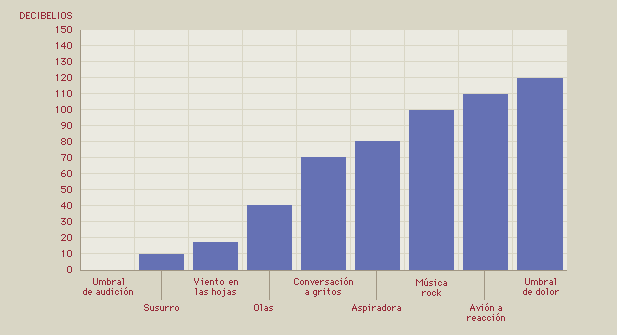 DECIBELIOS
150
140
130
120
110
100
90
80
70
60
50
40
30
20
10
0
Umbral
de audición
Susurro
Viento en
las hojas
Olas
Conversación
a gritos
Aspiradora
Música
rock
Avión a
reacción
Umbral
de dolor